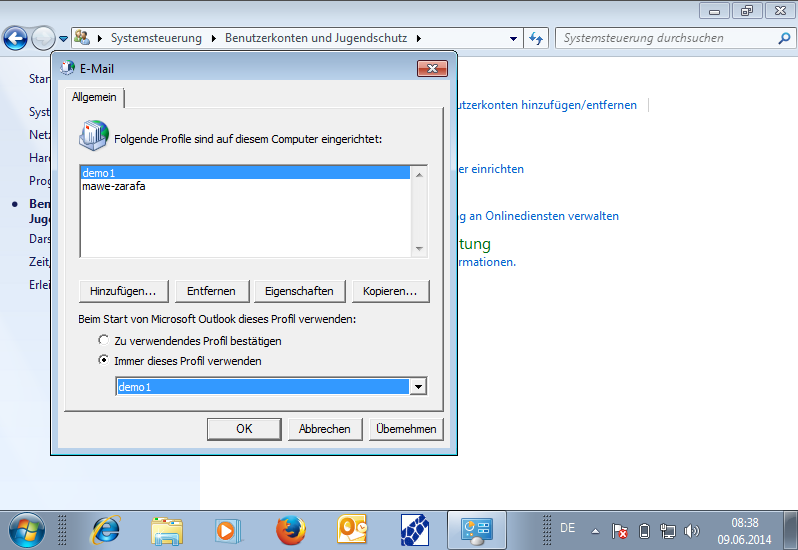 Systemsteuerung
Benutzerkonten und Jugendschutz
Systemsteuerung durchsuchen
E-Mail
Allgemein
Folgende Profile sind auf diesem Computer eingerichtet:
demo1
mawe-zarafa
Hinzufügen...
Entfernen
Eigenschaften
Kopieren...
Beim Start von Microsoft Outlook dieses Profil verwenden:
Zu verwendendes Profil bestätigen
Immer dieses Profil verwenden
demo1
OK
Abbrechen
Übernehmen
Star
Syst
Netz
Hard
Prog
Ben
Juge
Dars
Zeit,
Erlei
utzerkonten hinzufügen/entfernen
er einrichten
g an Onlinediensten verwalten
tung
rmationen.
DE
08:38
09.06.2014